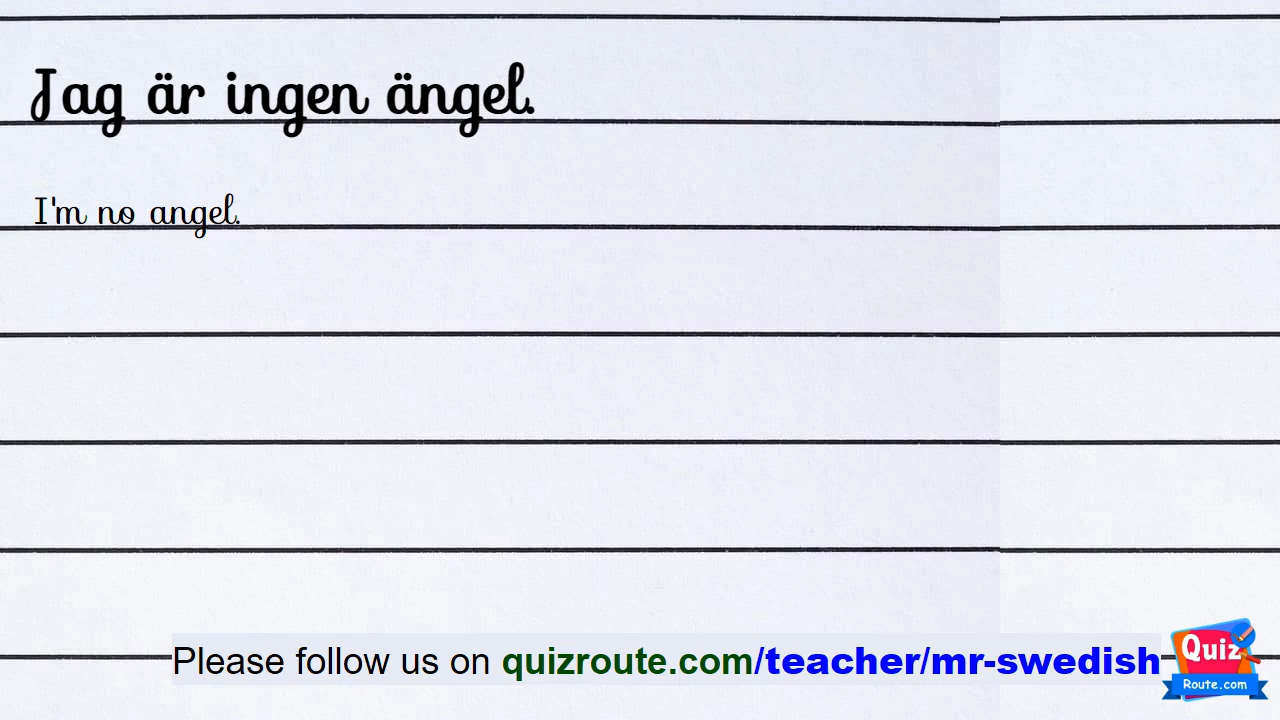 Jag är ingen ängel.
I'm no angel.
Please follow us on quizroute.com/teacher/mr-swedish
Quiz
Route.com